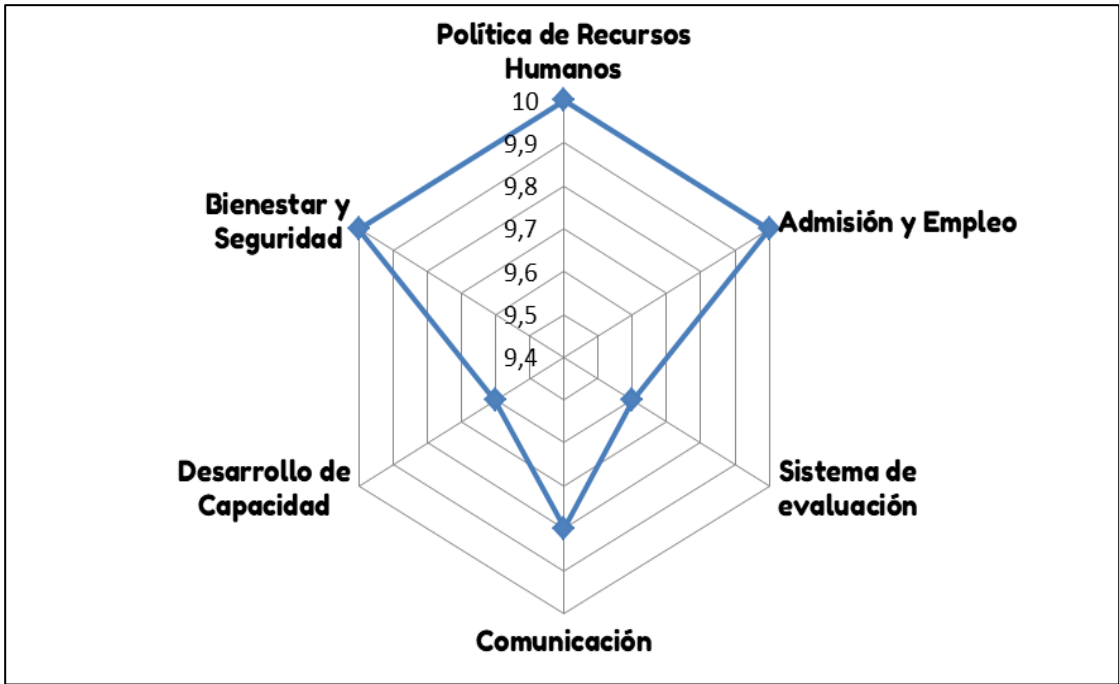 Política de Recursos
Humanos
10
9,9
9,8
9,7
9,6
9,5
9,4
Bienestar y
Seguridad
Admisión y Empleo
Desarrollo de
Capacidad
Sistema de
evaluación
Comunicación